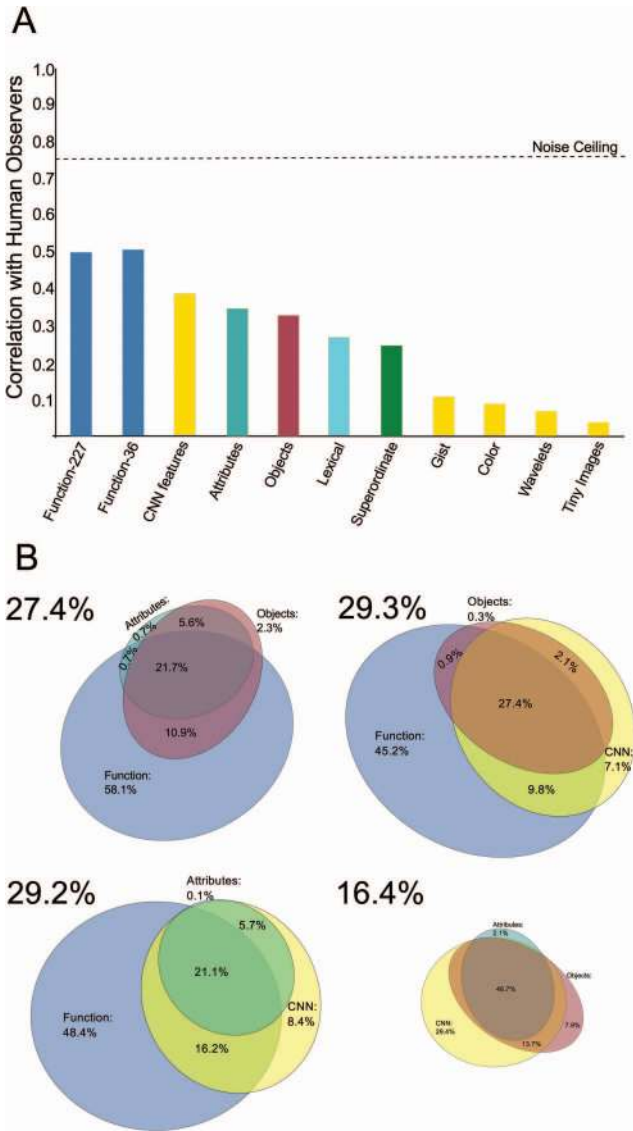 A
Correlation with Human Observers
1.0
0.9
0.8
0.7
0.6
0.5
0.4
0.3
0.2
0.1
Noise Ceiling
Function-227
Function-36
CNN features
Attributes
Objects
Lexical
Superordinate
Gist
Color
Wavelets
Tiny Images
B
27.4%
Attributes:
0.7%
0.7%
5.6%
Objects:
2.3%
21.7%
10.9%
Function:
58.1%
29.3%
Objects:
0.3%
0.9%
2.1%
27.4%
Function:
45.2%
CNN:
7.1%
9.8%
29.2%
Attributes:
0.1%
5.7%
21.1%
Function:
48.4%
CNN:
8.4%
16.2%
16.4%
Attributes:
2.1%
Objects:
7.9%
CNN:
13.7%